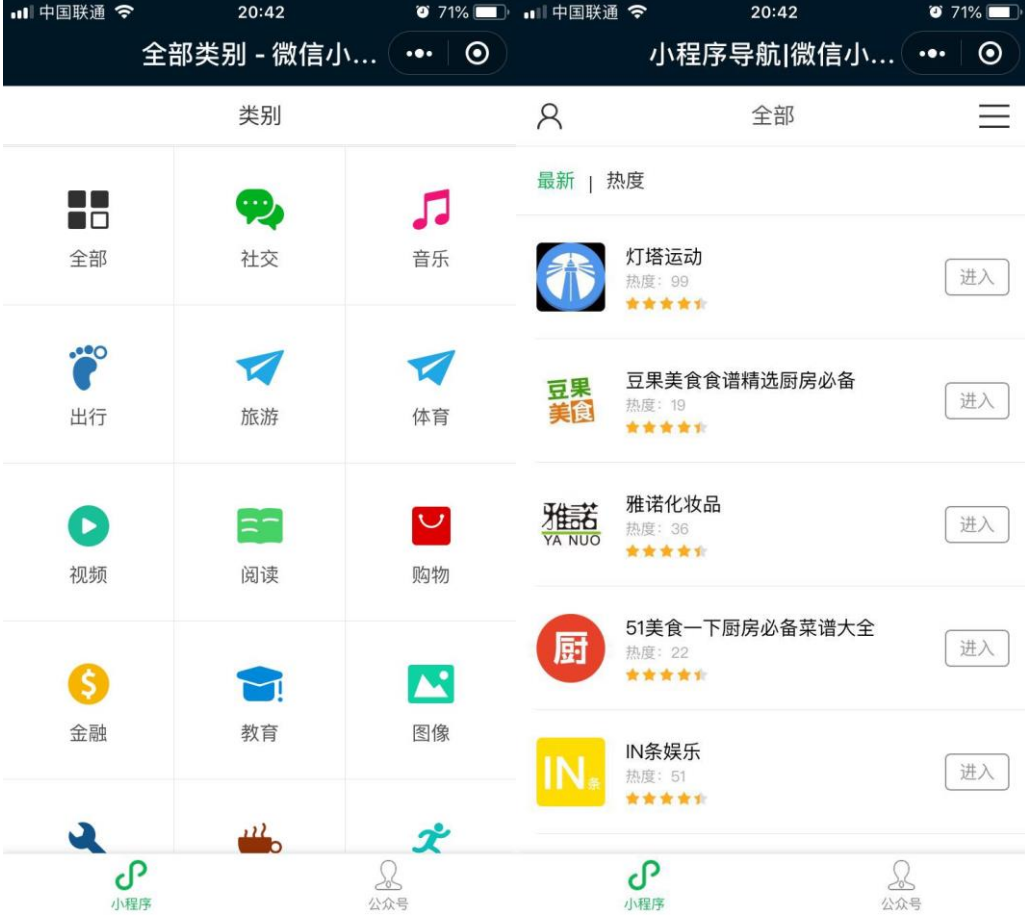 中国联通 20:42 71%
全部类别 - 微信小...
类别
全部 社交 音乐
出行 旅游 体育
视频 阅读 购物
金融 教育 图像
小程序 公众号
中国联通 20:42 71%
小程序导航|微信小...
全部
最新 | 热度
灯塔运动
热度: 99
进入
豆果美食
豆果美食食谱精选厨房必备
热度: 19
进入
雅諾
YA NUO
雅诺化妆品
热度: 36
进入
厨
51美食一下厨房必备菜谱大全
热度: 22
进入
IN条
IN条娱乐
热度: 51
进入
小程序 公众号